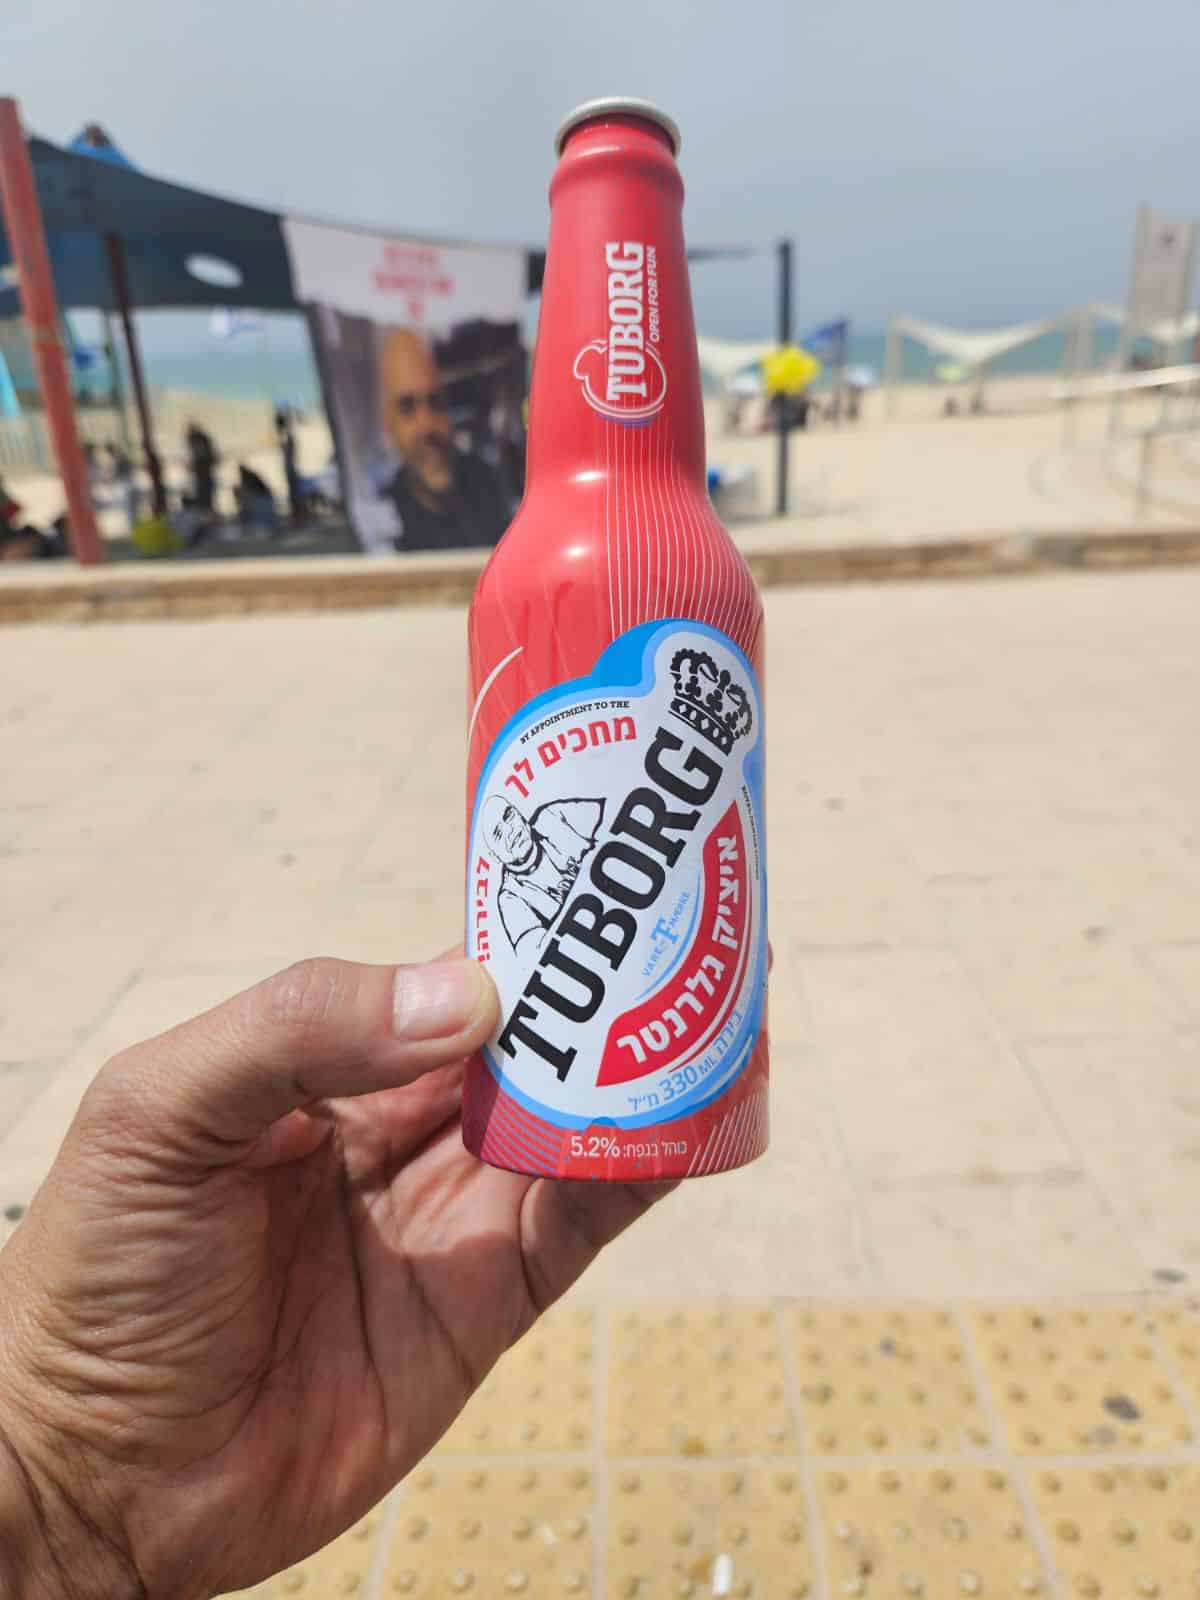 TUBORG
OPEN FOR FUN
BY APPOINTMENT TO THE
מחכים לך
לבירה!
TUBORG
איציק גלרנטר
בירה
330 ML מ"ל
כוהל בנפח: 5.2%